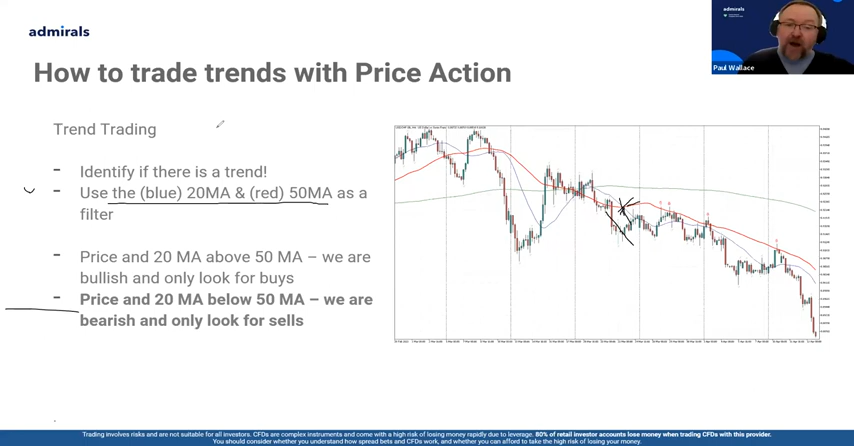 admirals
admirals
Paul Wallace
How to trade trends with Price Action
Trend Trading
- Identify if there is a trend!
- Use the (blue) 20MA & (red) 50MA as a
filter
- Price and 20 MA above 50 MA – we are
bullish and only look for buys
- Price and 20 MA below 50 MA – we are
bearish and only look for sells
Trading involves risks and are not suitable for all investors. CFDs are complex instruments and come with a high risk of losing money rapidly due to leverage. 80% of retail investor accounts lose money when trading CFDs with this provider.
You should consider whether you understand how spread bets and CFDs work, and whether you can afford to take the high risk of losing your money.